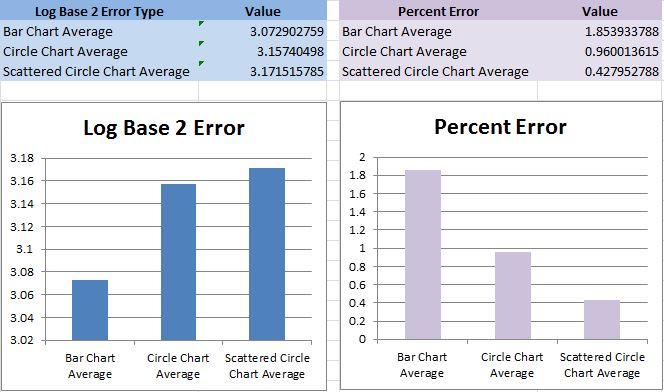 Log Base 2 Error Type Value
Bar Chart Average 3.072902759
Circle Chart Average 3.15740498
Scattered Circle Chart Average 3.171515785
Percent Error Value
Bar Chart Average 1.853933788
Circle Chart Average 0.960013615
Scattered Circle Chart Average 0.427952788
Log Base 2 Error
3.18
3.16
3.14
3.12
3.1
3.08
3.06
3.04
3.02
Bar Chart
Average
Circle Chart
Average
Scattered Circle
Chart Average
Percent Error
2
1.8
1.6
1.4
1.2
1
0.8
0.6
0.4
0.2
0
Bar Chart
Average
Circle Chart
Average
Scattered Circle
Chart Average